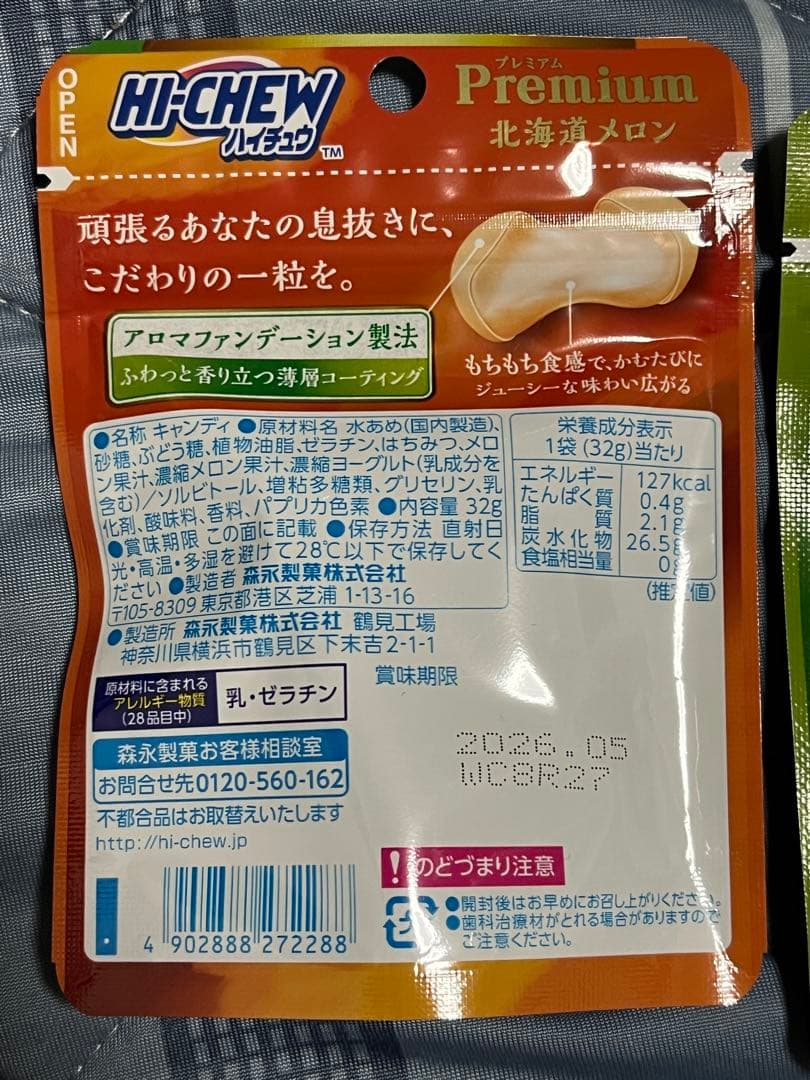 OPEN
HI-CHEW
ハイチュウ
TM
プレミアム
Premium
北海道メロン
頑張るあなたの息抜きに、
こだわりの一粒を。
アロマファンデーション製法
ふわっと香り立つ薄層コーティング
もちもち食感で、かむたびに
ジューシーな味わい広がる
●名称 キャンディ ●原材料名 水あめ(国内製造)、
砂糖、ぶどう糖、植物油脂、ゼラチン、はちみつ、メロ
ン果汁、濃縮メロン果汁、濃縮ヨーグルト(乳成分を
含む)/ソルビトール、増粘多糖類、グリセリン、乳
化剤、酸味料、香料、パプリカ色素 ●内容量 32g
●賞味期限 この面に記載 ●保存方法 直射日
光・高温・多湿を避けて28℃以下で保存してく
ださい ●製造者 森永製菓株式会社
〒105-8309 東京都港区芝浦 1-13-16
●製造所 森永製菓株式会社 鶴見工場
神奈川県横浜市鶴見区下末吉2-1-1
栄養成分表示
1袋(32g)当たり
エネルギー 127kcal
たんぱく質 0.4g
脂質 2.1g
炭水化物 26.5g
食塩相当量 0g
(推定値)
原材料に含まれる
アレルギー物質
(28品目中)
乳・ゼラチン
賞味期限
2026.05
WC8R27
森永製菓お客様相談室
お問合せ先0120-560-162
不都合品はお取替えいたします
http://hi-chew.jp
!のどづまり注意
プラ
●開封後はお早めにお召し上がりください。
●歯科治療材がとれる場合がありますので
ご注意ください。
4 902888 272288